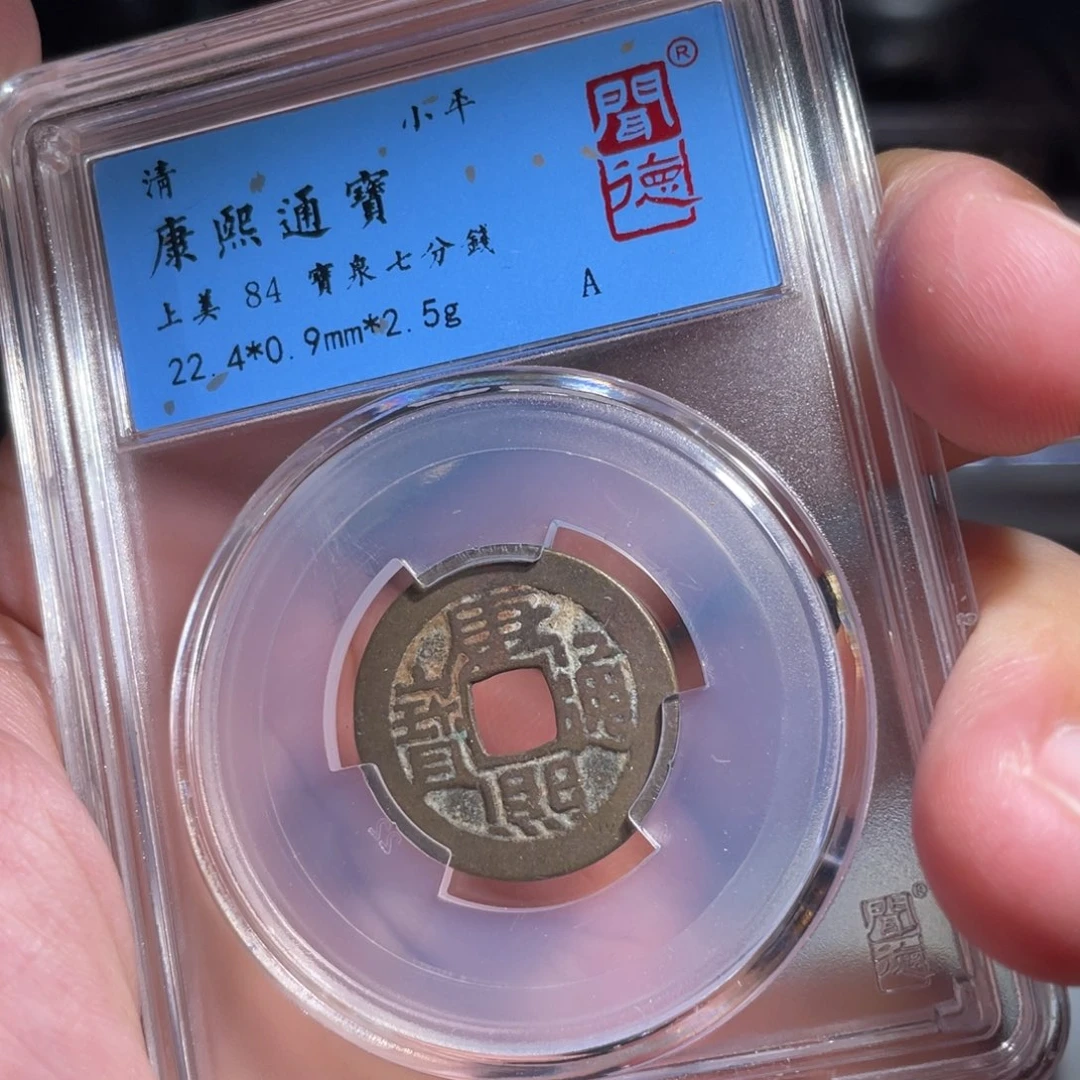 清 小平
康熙通寶
上美 84 寶泉七分錢 A
22.4*0.9mm*2.5g
聞德®
康熙通寶
聞德®